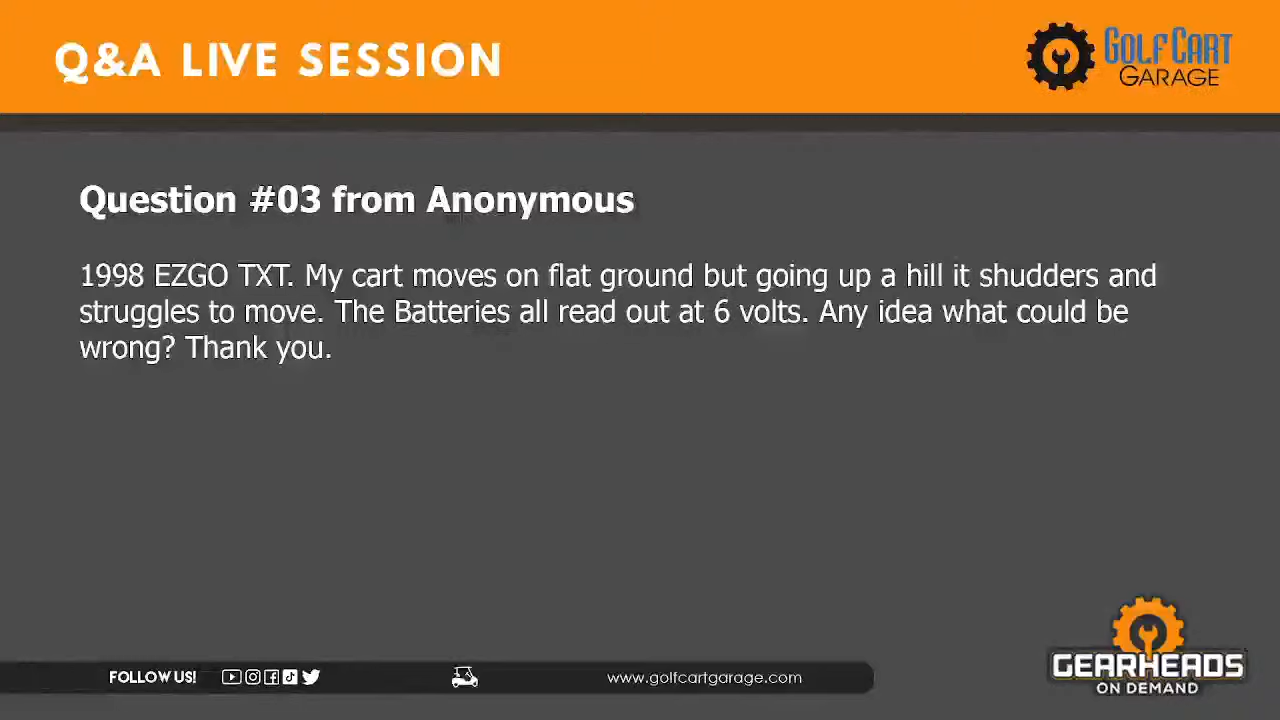 Q&A LIVE SESSION
GOLF CART
GARAGE
Question #03 from Anonymous
1998 EZGO TXT. My cart moves on flat ground but going up a hill it shudders and
struggles to move. The Batteries all read out at 6 volts. Any idea what could be
wrong? Thank you.
FOLLOW US!
www.golfcartgarage.com
GEARHEADS
ON DEMAND